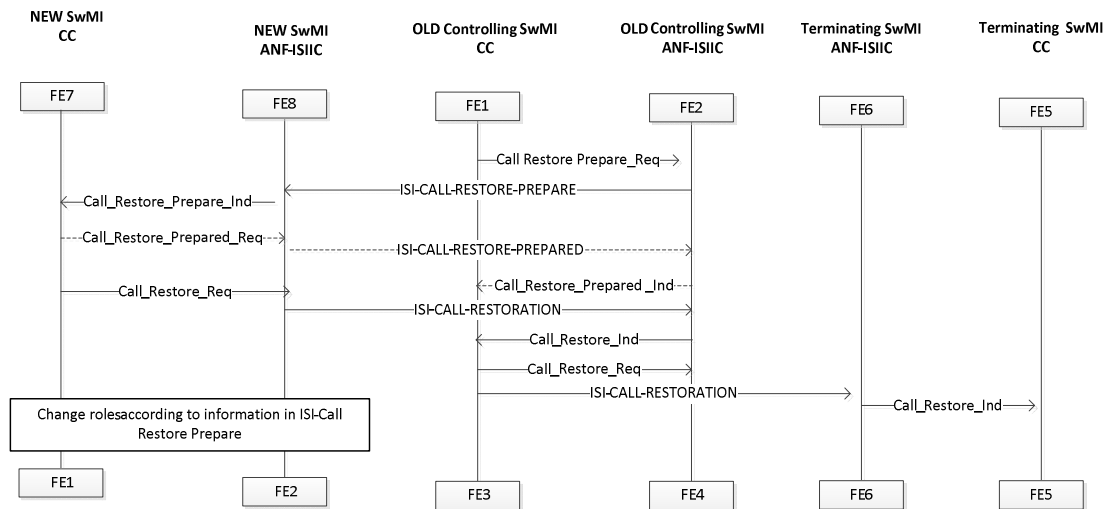 NEW SwMI
CC
NEW SwMI
ANF-ISIIC
OLD Controlling SwMI
CC
OLD Controlling SwMI
ANF-ISIIC
Terminating SwMI
ANF-ISIIC
Terminating SwMI
CC
FE7
FE8
FE1
FE2
FE6
FE5
Call Restore Prepare_Req
ISI-CALL-RESTORE-PREPARE
Call_Restore_Prepare_Ind
Call_Restore_Prepared_Req
ISI-CALL-RESTORE-PREPARED
Call_Restore_Prepared _Ind
Call_Restore_Req
ISI-CALL-RESTORATION
Call_Restore_Ind
Call_Restore_Req
ISI-CALL-RESTORATION
Call_Restore_Ind
Change rolesaccording to information in ISI-Call
Restore Prepare
FE1
FE2
FE3
FE4
FE6
FE5